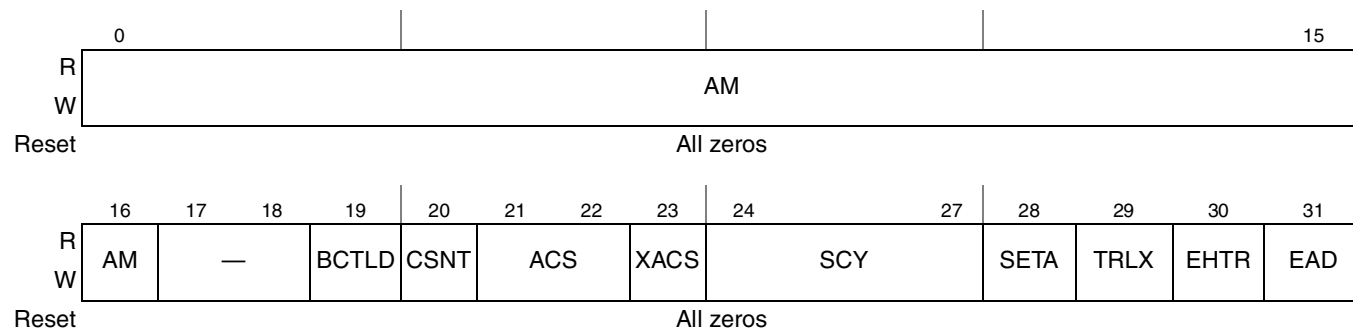 0 15
R
AM
W
Reset All zeros
16 17 18 19 20 21 22 23 24 27 28 29 30 31
R
AM — BCTLD CSNT ACS XACS SCY SETA TRLX EHTR EAD
W
Reset All zeros